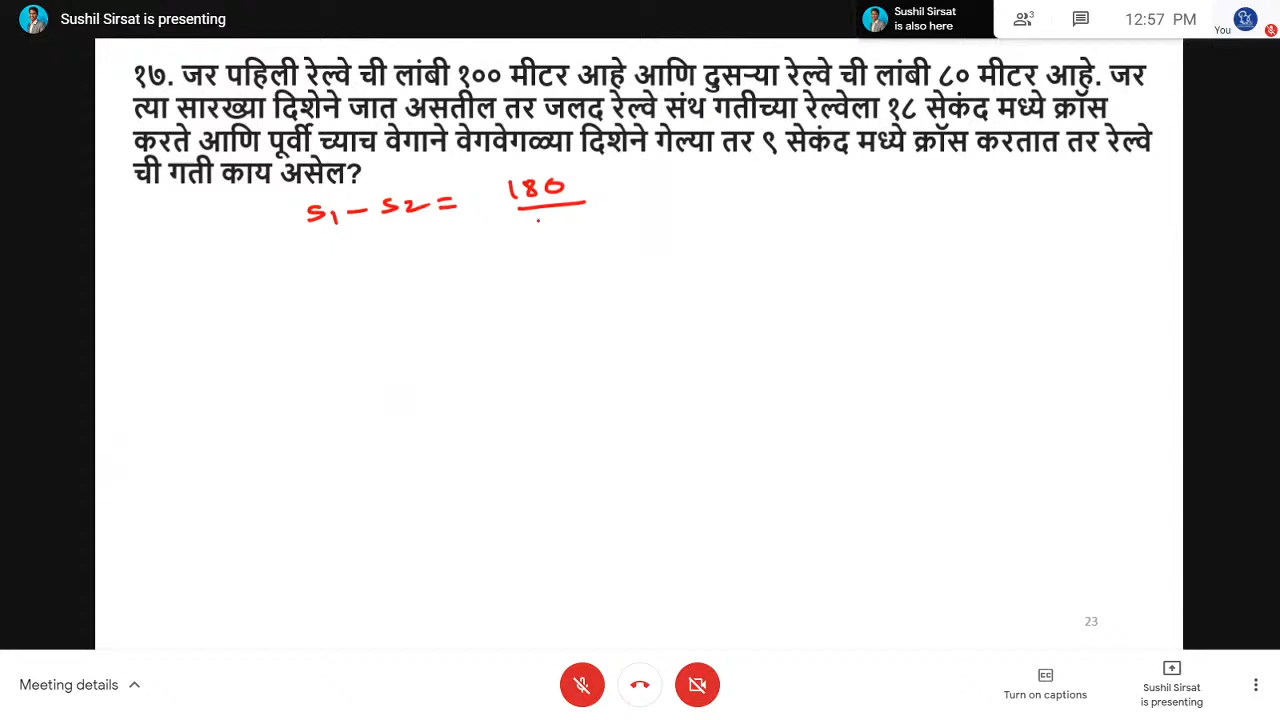 Sushil Sirsat is presenting
Sushil Sirsat
is also here
3
12:57 PM
You
१७. जर पहिली रेल्वे ची लांबी १०० मीटर आहे आणि दुसऱ्या रेल्वे ची लांबी ८० मीटर आहे. जर
त्या सारख्या दिशेने जात असतील तर जलद रेल्वे संथ गतीच्या रेल्वेला १८ सेकंद मध्ये क्रॉस
करते आणि पूर्वी च्याच वेगाने वेगवेगळ्या दिशेने गेल्या तर ९ सेकंद मध्ये क्रॉस करतात तर रेल्वे
ची गती काय असेल?
S1 - S2 = 180
23
Meeting details
Turn on captions
Sushil Sirsat
is presenting